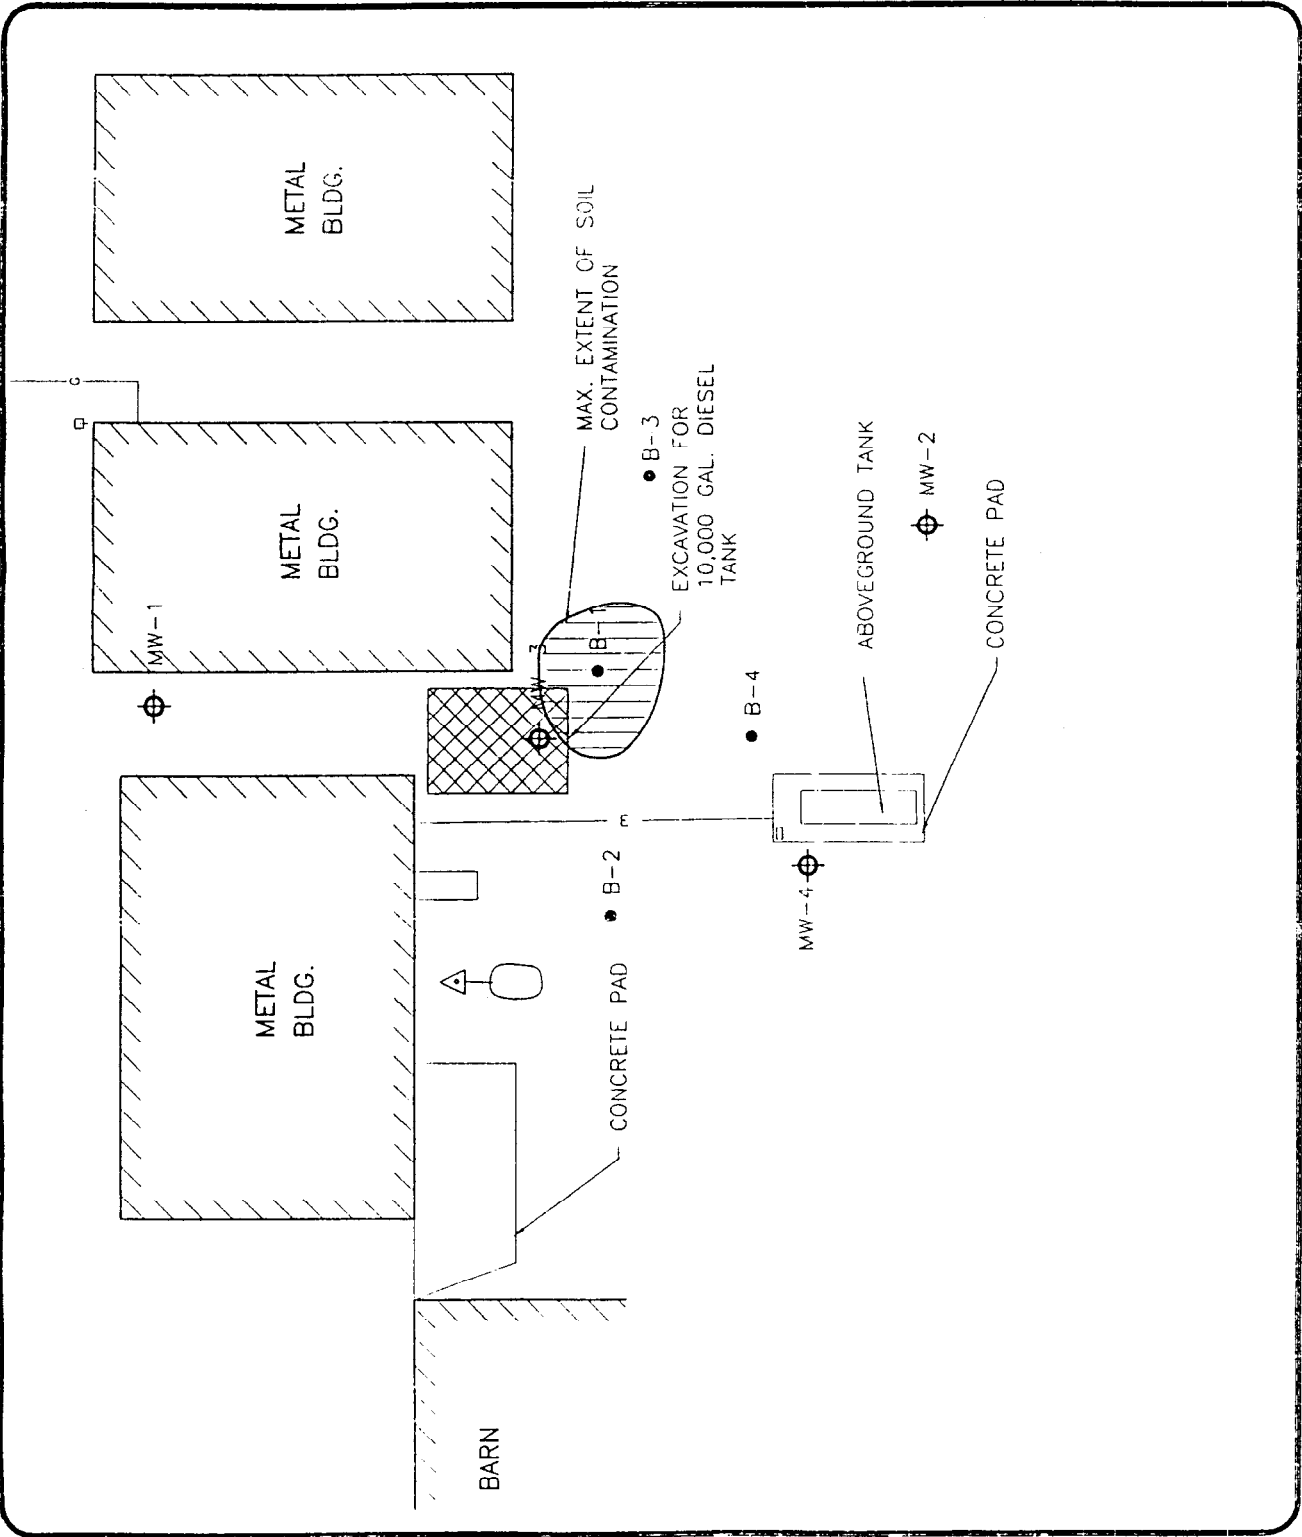 METAL
BLDG.
G
METAL
BLDG.
MW-1
MAX. EXTENT OF SOIL
CONTAMINATION
B-3
EXCAVATION FOR
10,000 GAL. DIESEL
TANK
MW-3
B-1
ABOVEGROUND TANK
MW-2
CONCRETE PAD
B-4
E
METAL
BLDG.
B-2
MW-4
CONCRETE PAD
BARN